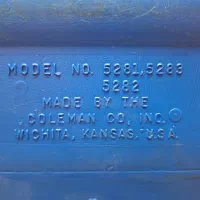 MODEL NO. 5281, 5283
5282
MADE BY THE
COLEMAN CO., INC.
WICHITA, KANSAS, U.S.A.